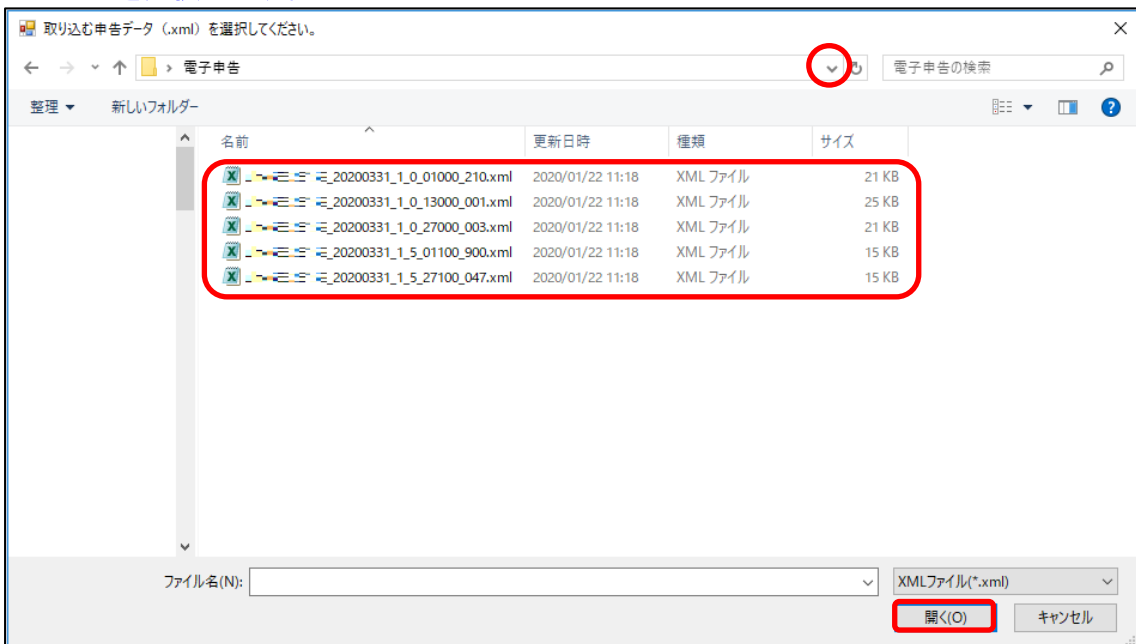 取り込む申告データ（.xml）を選択してください。
電子申告
電子申告の検索
整理
新しいフォルダー
名前 更新日時 種類 サイズ
_20200331_1_0_01000_210.xml 2020/01/22 11:18 XML ファイル 21 KB
_20200331_1_0_13000_001.xml 2020/01/22 11:18 XML ファイル 25 KB
_20200331_1_0_27000_003.xml 2020/01/22 11:18 XML ファイル 21 KB
_20200331_1_5_01100_900.xml 2020/01/22 11:18 XML ファイル 15 KB
_20200331_1_5_27100_047.xml 2020/01/22 11:18 XML ファイル 15 KB
ファイル名(N):
XMLファイル(*.xml)
開く(O) キャンセル